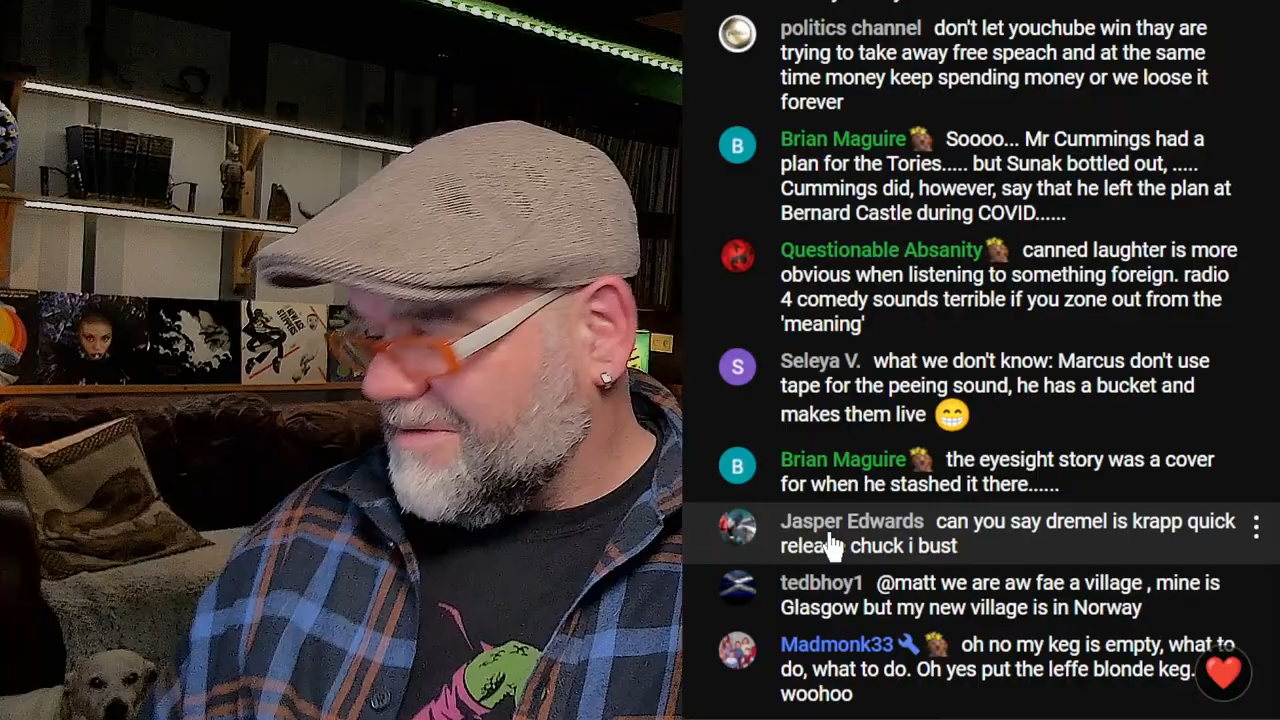 politics channel don't let youchube win thay are
trying to take away free speach and at the same
time money keep spending money or we loose it
forever
B
Brian Maguire Soooo... Mr Cummings had a
plan for the Tories..... but Sunak bottled out, .....
Cummings did, however, say that he left the plan at
Bernard Castle during COVID......
Questionable Absanity canned laughter is more
obvious when listening to something foreign. radio
4 comedy sounds terrible if you zone out from the
'meaning'
S
Seleya V. what we don't know: Marcus don't use
tape for the peeing sound, he has a bucket and
makes them live 😁
B
Brian Maguire the eyesight story was a cover
for when he stashed it there......
Jasper Edwards can you say dremel is krapp quick
release chuck i bust
tedbhoy1 @matt we are aw fae a village , mine is
Glasgow but my new village is in Norway
Madmonk33 oh no my keg is empty, what to
do, what to do. Oh yes put the leffe blonde keg.
woohoo